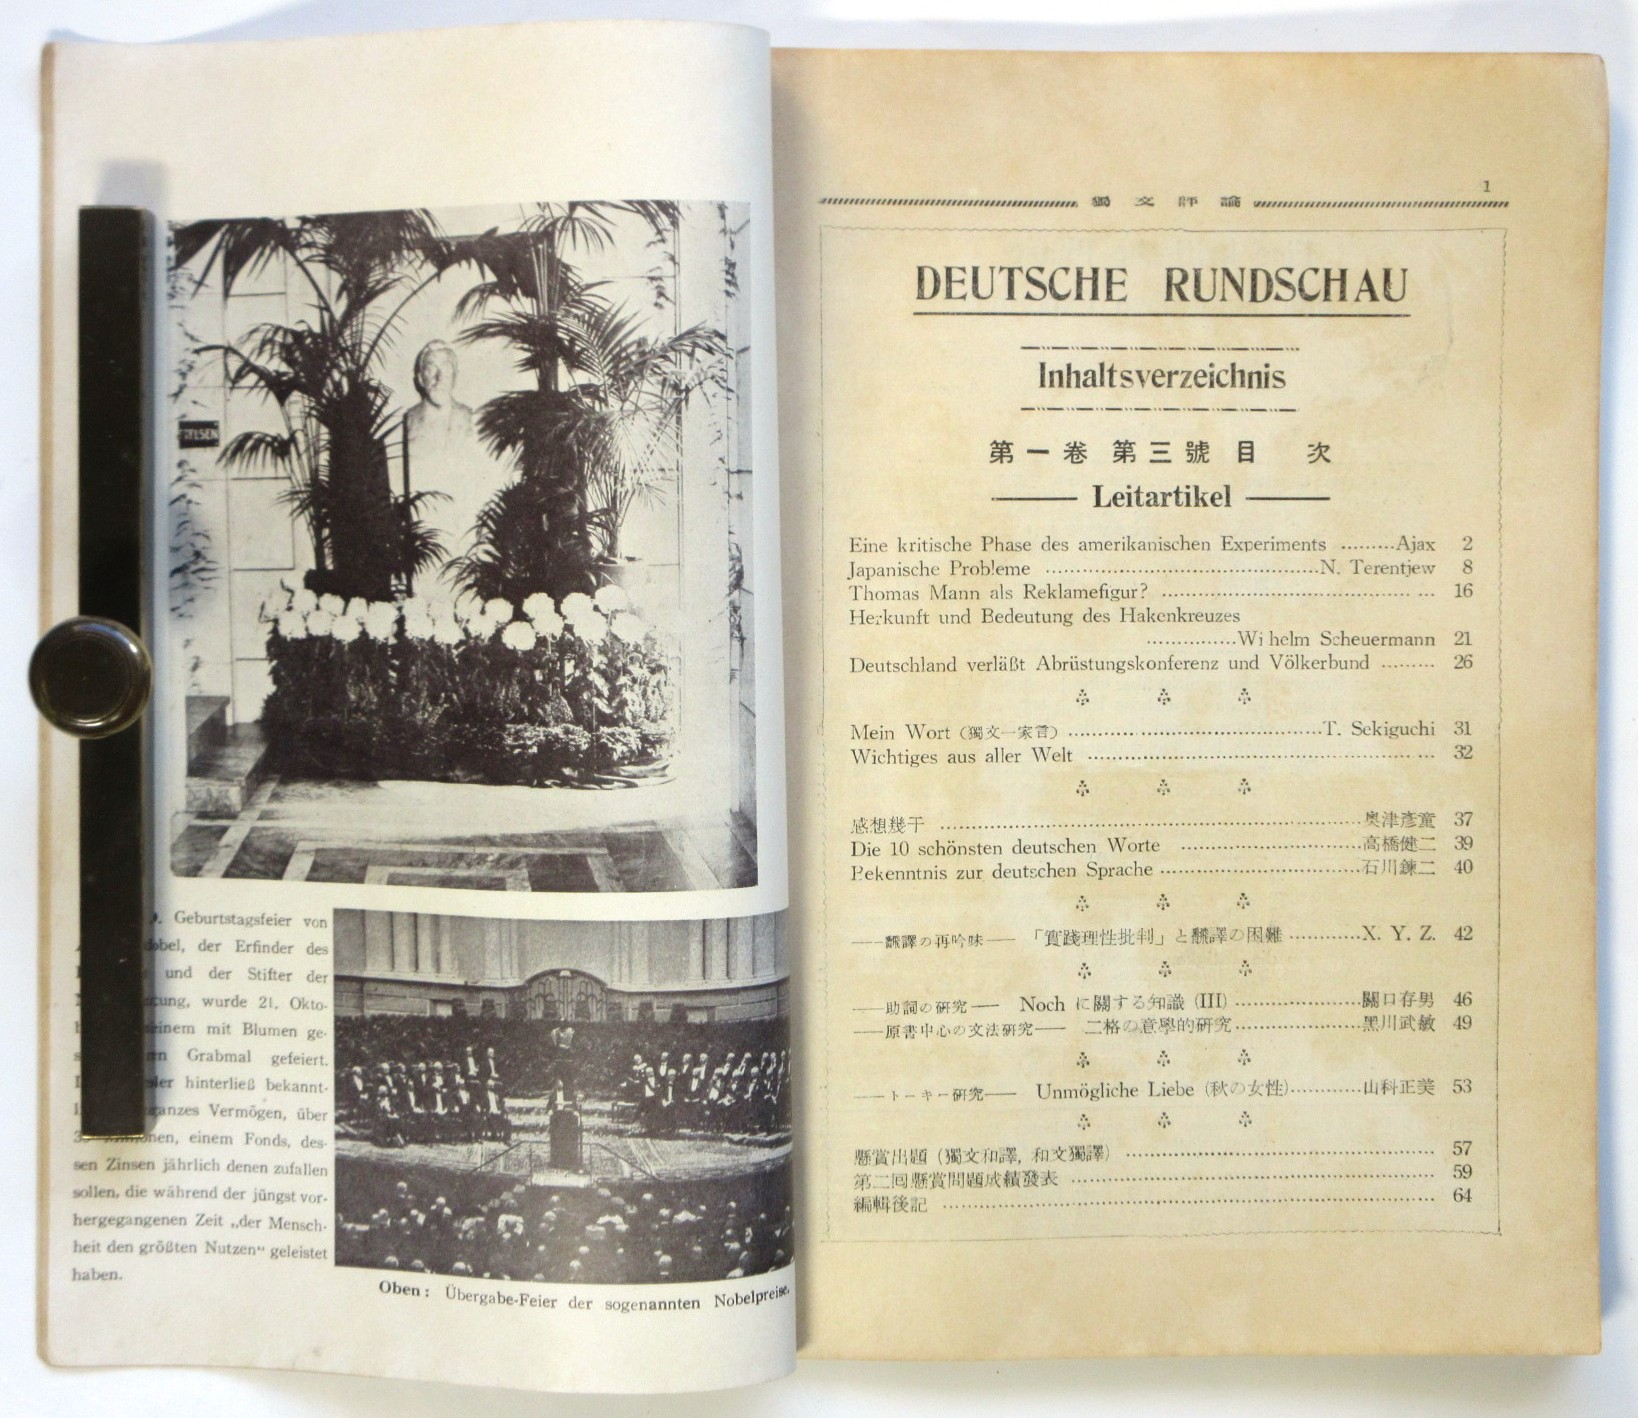 Geburtstagsfeier von
der Erfinder des
und der Stifter der
wurde 21. Okto-
einem mit Blumen ge-
Grabmal gefeiert.
hinterließ bekannt-
ganzes Vermögen, über
einem Fonds, des-
sen Zinsen jährlich denen zufallen
sollen, die während der jüngst vor-
hergegangenen Zeit „der Mensch-
heit den größten Nutzen“ geleistet
haben.
Oben: Übergabe-Feier der sogenannten Nobelpreise.
1
獨文評論
DEUTSCHE RUNDSCHAU
Inhaltsverzeichnis
第一卷 第三號 目 次
Leitartikel
Eine kritische Phase des amerikanischen Experiments ………Ajax 2
Japanische Probleme ………N. Terentjew 8
Thomas Mann als Reklamefigur? ……… 16
Herkunft und Bedeutung des Hakenkreuzes
………Wi helm Scheuermann 21
Deutschland verläßt Abrüstungskonferenz und Völkerbund ……… 26
Mein Wort (獨文一家言) ………T. Sekiguchi 31
Wichtiges aus aller Welt ……… 32
感想幾干 ………奧津彥童 37
Die 10 schönsten deutschen Worte ………高橋健二 39
Bekenntnis zur deutschen Sprache ………石川錬二 40
——飜譯の再吟味—— 「實踐理性批判」と飜譯の困難 ………X. Y. Z. 42
——助詞の研究—— Noch に關する知識 (III) ………關口存男 46
——原書中心の文法研究—— 二格の意學的研究………黑川武敏 49
——トーキー研究—— Unmögliche Liebe (秋の女性)………山科正美 53
懸賞出題 (獨文和譯, 和文獨譯) ……… 57
第二回懸賞問題成績發表 ……… 59
編輯後記 ……… 64